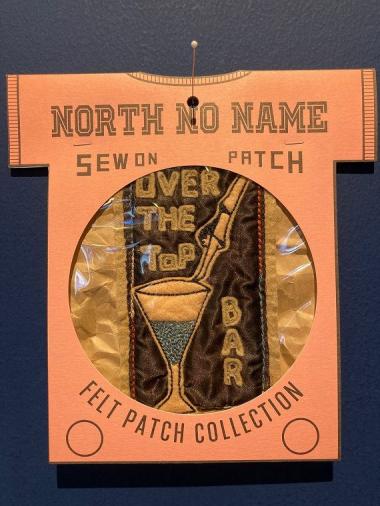 NORTH NO NAME
SEW ON PATCH
OVER
THE
ToP
BAR
FELT PATCH COLLECTION